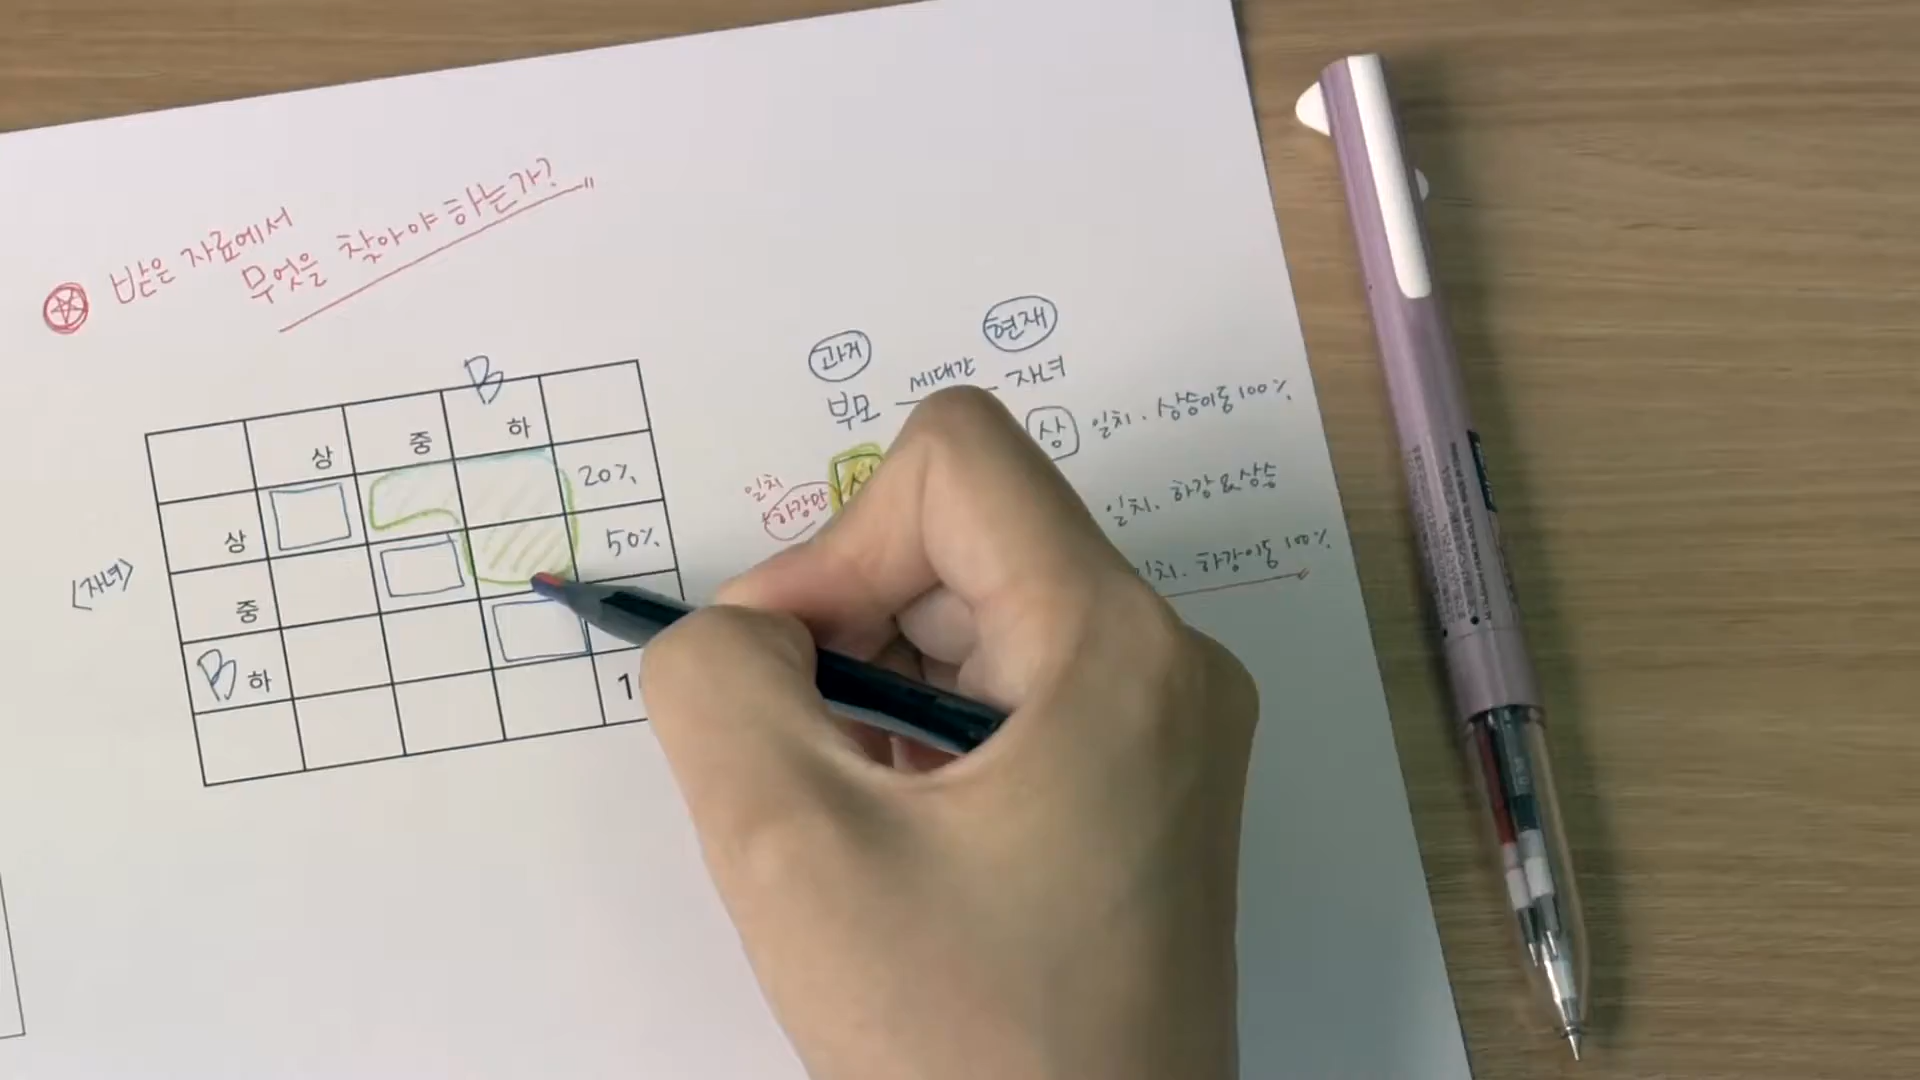 받은 자료에서
무엇을 찾아야 하는가?
B
상 중 하
상 20%
중 50%
B 하
1
<자녀>
과거 현재
부모 세대간 자녀
상 일치. 상승이동 100%
일치
*하강만
일치. 하강&상승
일치. 하강이동 100%